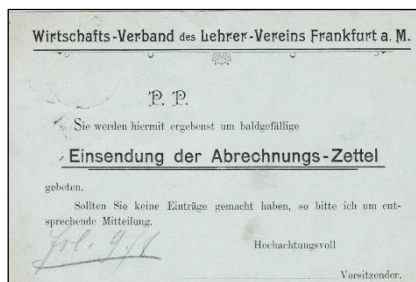 Wirtschafts-Verband des Lehrer-Vereins Frankfurt a. M.
P. P.
Sie werden hiermit ergebenst um baldgefällige
Einsendung der Abrechnungs-Zettel
gebeten.
Sollten Sie keine Einträge gemacht haben, so bitte ich um ent-
sprechende Mitteilung.
Hochachtungsvoll
Vorsitzender.